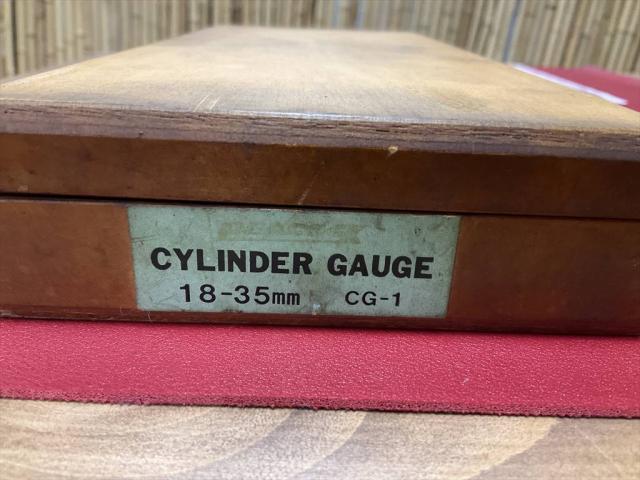 CYLINDER GAUGE
18-35mm CG-1